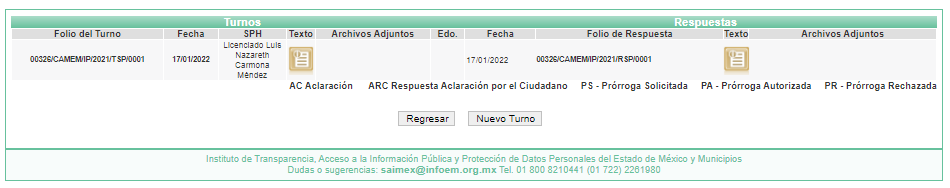 Turnos Respuestas
Folio del Turno Fecha SPH Texto Archivos Adjuntos Edo. Fecha Folio de Respuesta Texto Archivos Adjuntos
00326/CAMEM/IP/2021/TSP/0001 17/01/2022 Licenciado Luis
Nazareth
Carmona
Méndez
17/01/2022 00326/CAMEM/IP/2021/RSP/0001
AC Aclaración ARC Respuesta Aclaración por el Ciudadano PS - Prórroga Solicitada PA - Prórroga Autorizada PR - Prorroga Rechazada
Regresar Nuevo Turno
Instituto de Transparencia, Acceso a la Información Pública y Protección de Datos Personales del Estado de México y Municipios
Dudas o sugerencias: saimex@infoem.org.mx Tel. 01 800 8210441 (01 722) 2261980